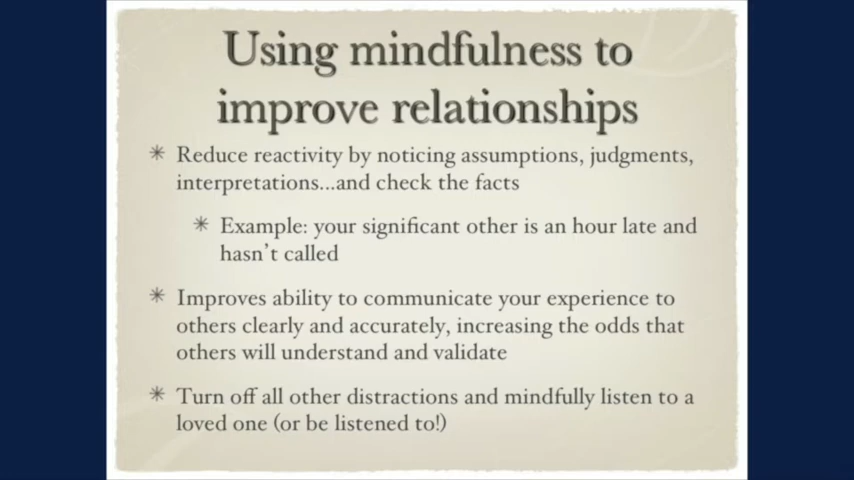 Using mindfulness to
improve relationships
* Reduce reactivity by noticing assumptions, judgments,
interpretations...and check the facts
* Example: your significant other is an hour late and
hasn't called
* Improves ability to communicate your experience to
others clearly and accurately, increasing the odds that
others will understand and validate
* Turn off all other distractions and mindfully listen to a
loved one (or be listened to!)